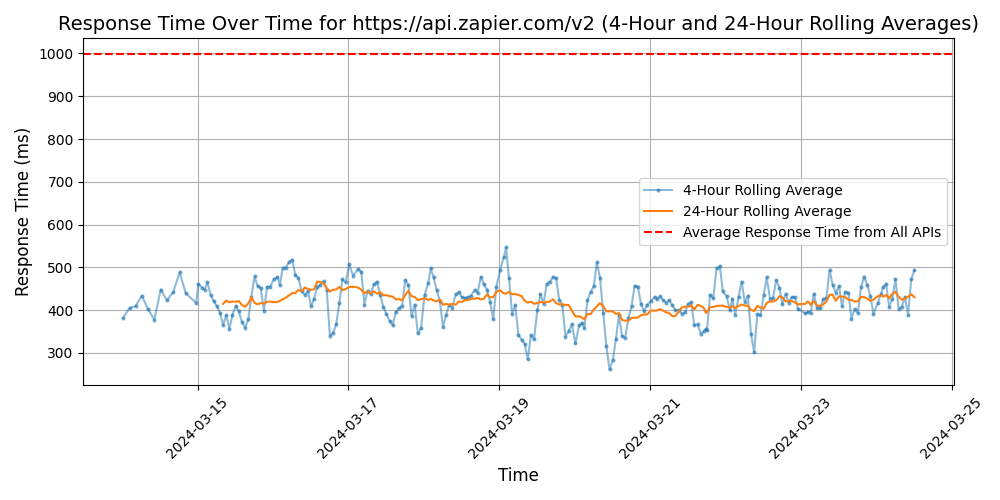 Response Time Over Time for https://api.zapier.com/v2 (4-Hour and 24-Hour Rolling Averages)
Response Time (ms)
1000
900
800
700
600
500
400
300
4-Hour Rolling Average
24-Hour Rolling Average
Average Response Time from All APIs
2024-03-15
2024-03-17
2024-03-19
2024-03-21
2024-03-23
2024-03-25
Time